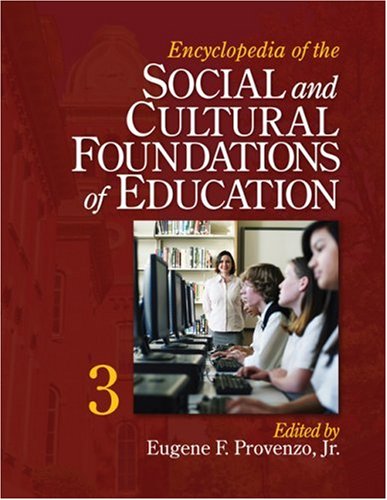 Encyclopedia of the
SOCIAL and
CULTURAL
FOUNDATIONS
of EDUCATION
3
Edited by
Eugene F. Provenzo, Jr.